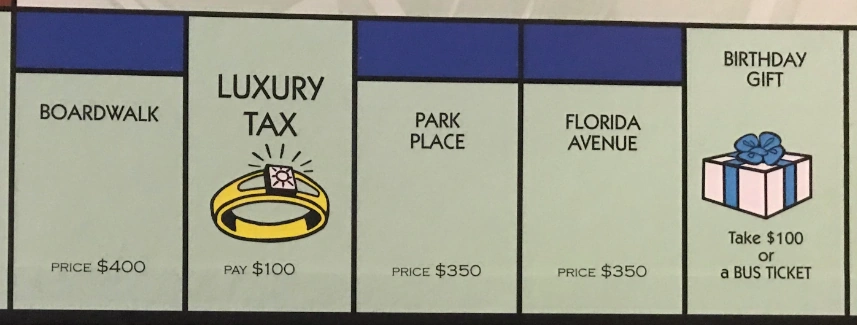 BOARDWALK
PRICE $400
LUXURY
TAX
PAY $100
PARK
PLACE
PRICE $350
FLORIDA
AVENUE
PRICE $350
BIRTHDAY
GIFT
Take $100
or
a BUS TICKET